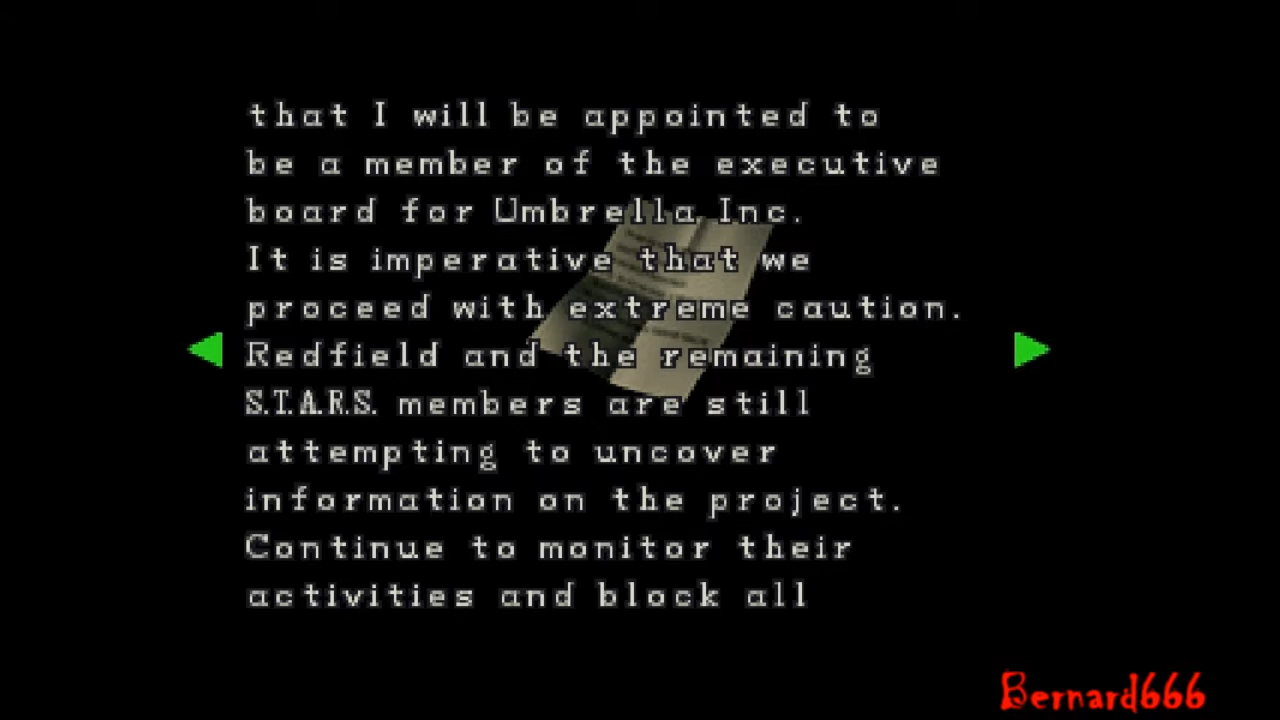 that I will be appointed to
be a member of the executive
board for Umbrella Inc.
It is imperative that we
proceed with extreme caution.
Redfield and the remaining
S.T.A.R.S. members are still
attempting to uncover
information on the project.
Continue to monitor their
activities and block all
Bernard666